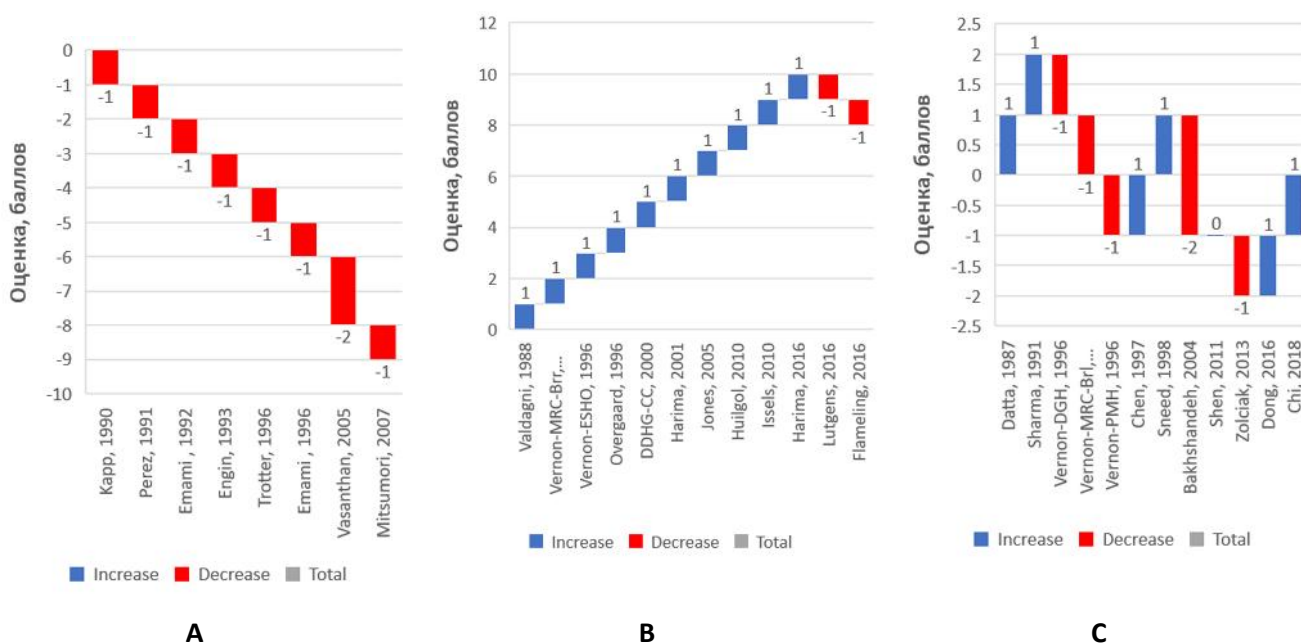 Оценка, баллов
0
-1
-2
-3
-4
-5
-6
-7
-8
-9
-10
-1
-1
-1
-1
-1
-1
-2
-1
Kapp, 1990
Perez, 1991
Emami , 1992
Engin, 1993
Trotter, 1996
Emami, 1996
Vasanthan, 2005
Mitsumori, 2007
Increase Decrease Total
A
Оценка, баллов
12
10
8
6
4
2
0
1
1
1
1
1
1
1
1
1
1
-1
-1
Valdagni, 1988
Vernon-MRC-Brr,...
Vernon-ESHO, 1996
Overgaard, 1996
DDHG-CC, 2000
Harima, 2001
Jones, 2005
Huilgol, 2010
Issels, 2010
Harima, 2016
Lutgens, 2016
Flameling, 2016
Increase Decrease Total
B
Оценка, баллов
2.5
2
1.5
1
0.5
0
-0.5
-1
-1.5
-2
-2.5
1
1
-1
-1
-1
1
1
-2
0
-1
1
1
Datta, 1987
Sharma, 1991
Vernon-DGH, 1996
Vernon-MRC-Brl,...
Vernon-PMH, 1996
Chen, 1997
Sneed, 1998
Bakhshandeh, 2004
Shen, 2011
Zolciak, 2013
Dong, 2016
Chi, 2018
Increase Decrease Total
C